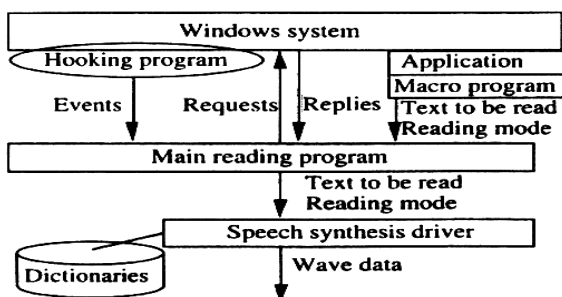 Windows system
Hooking program
Application
Macro program
Events
Requests
Replies
Text to be read
Reading mode
Main reading program
Text to be read
Reading mode
Speech synthesis driver
Dictionaries
Wave data